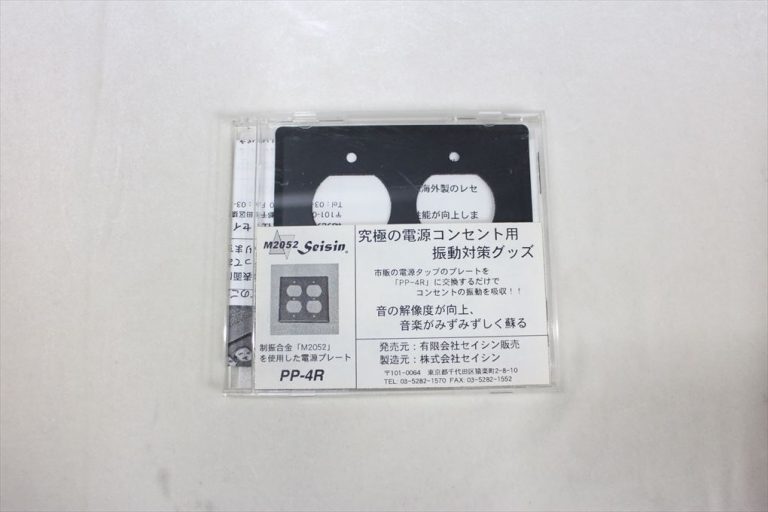 海外製のレセ
性能が向上しま
M2052 Seisin
究極の電源コンセント用
振動対策グッズ
市販の電源タップのプレートを
「PP-4R」に交換するだけで
コンセントの振動を吸収！！
音の解像度が向上、
音楽がみずみずしく蘇る
制振合金「M2052」
を使用した電源プレート
PP-4R
発売元：有限会社セイシン販売
製造元：株式会社セイシン
〒101-0064 東京都千代田区猿楽町2-8-10
TEL: 03-5282-1570 FAX: 03-5282-1552